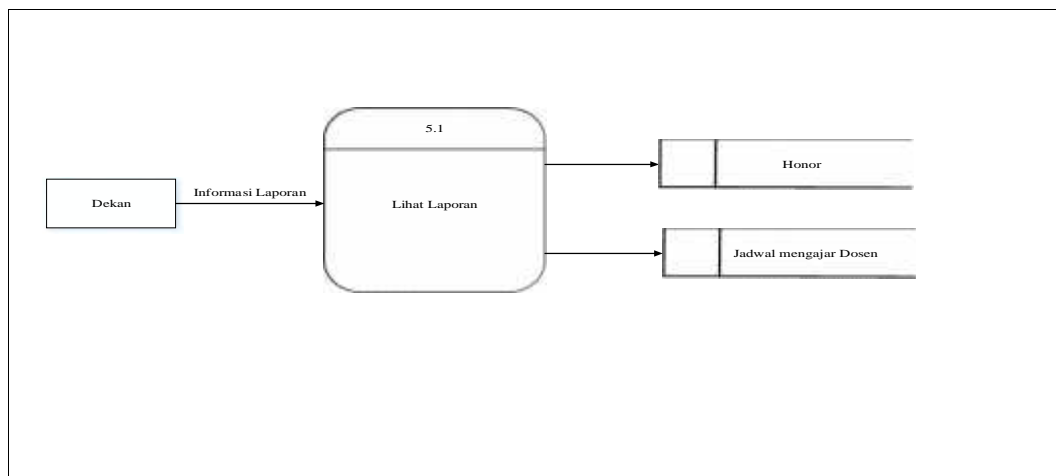 5.1
Honor
Informasi Laporan
Dekan
Lihat Laporan
Jadwal mengajar Dosen